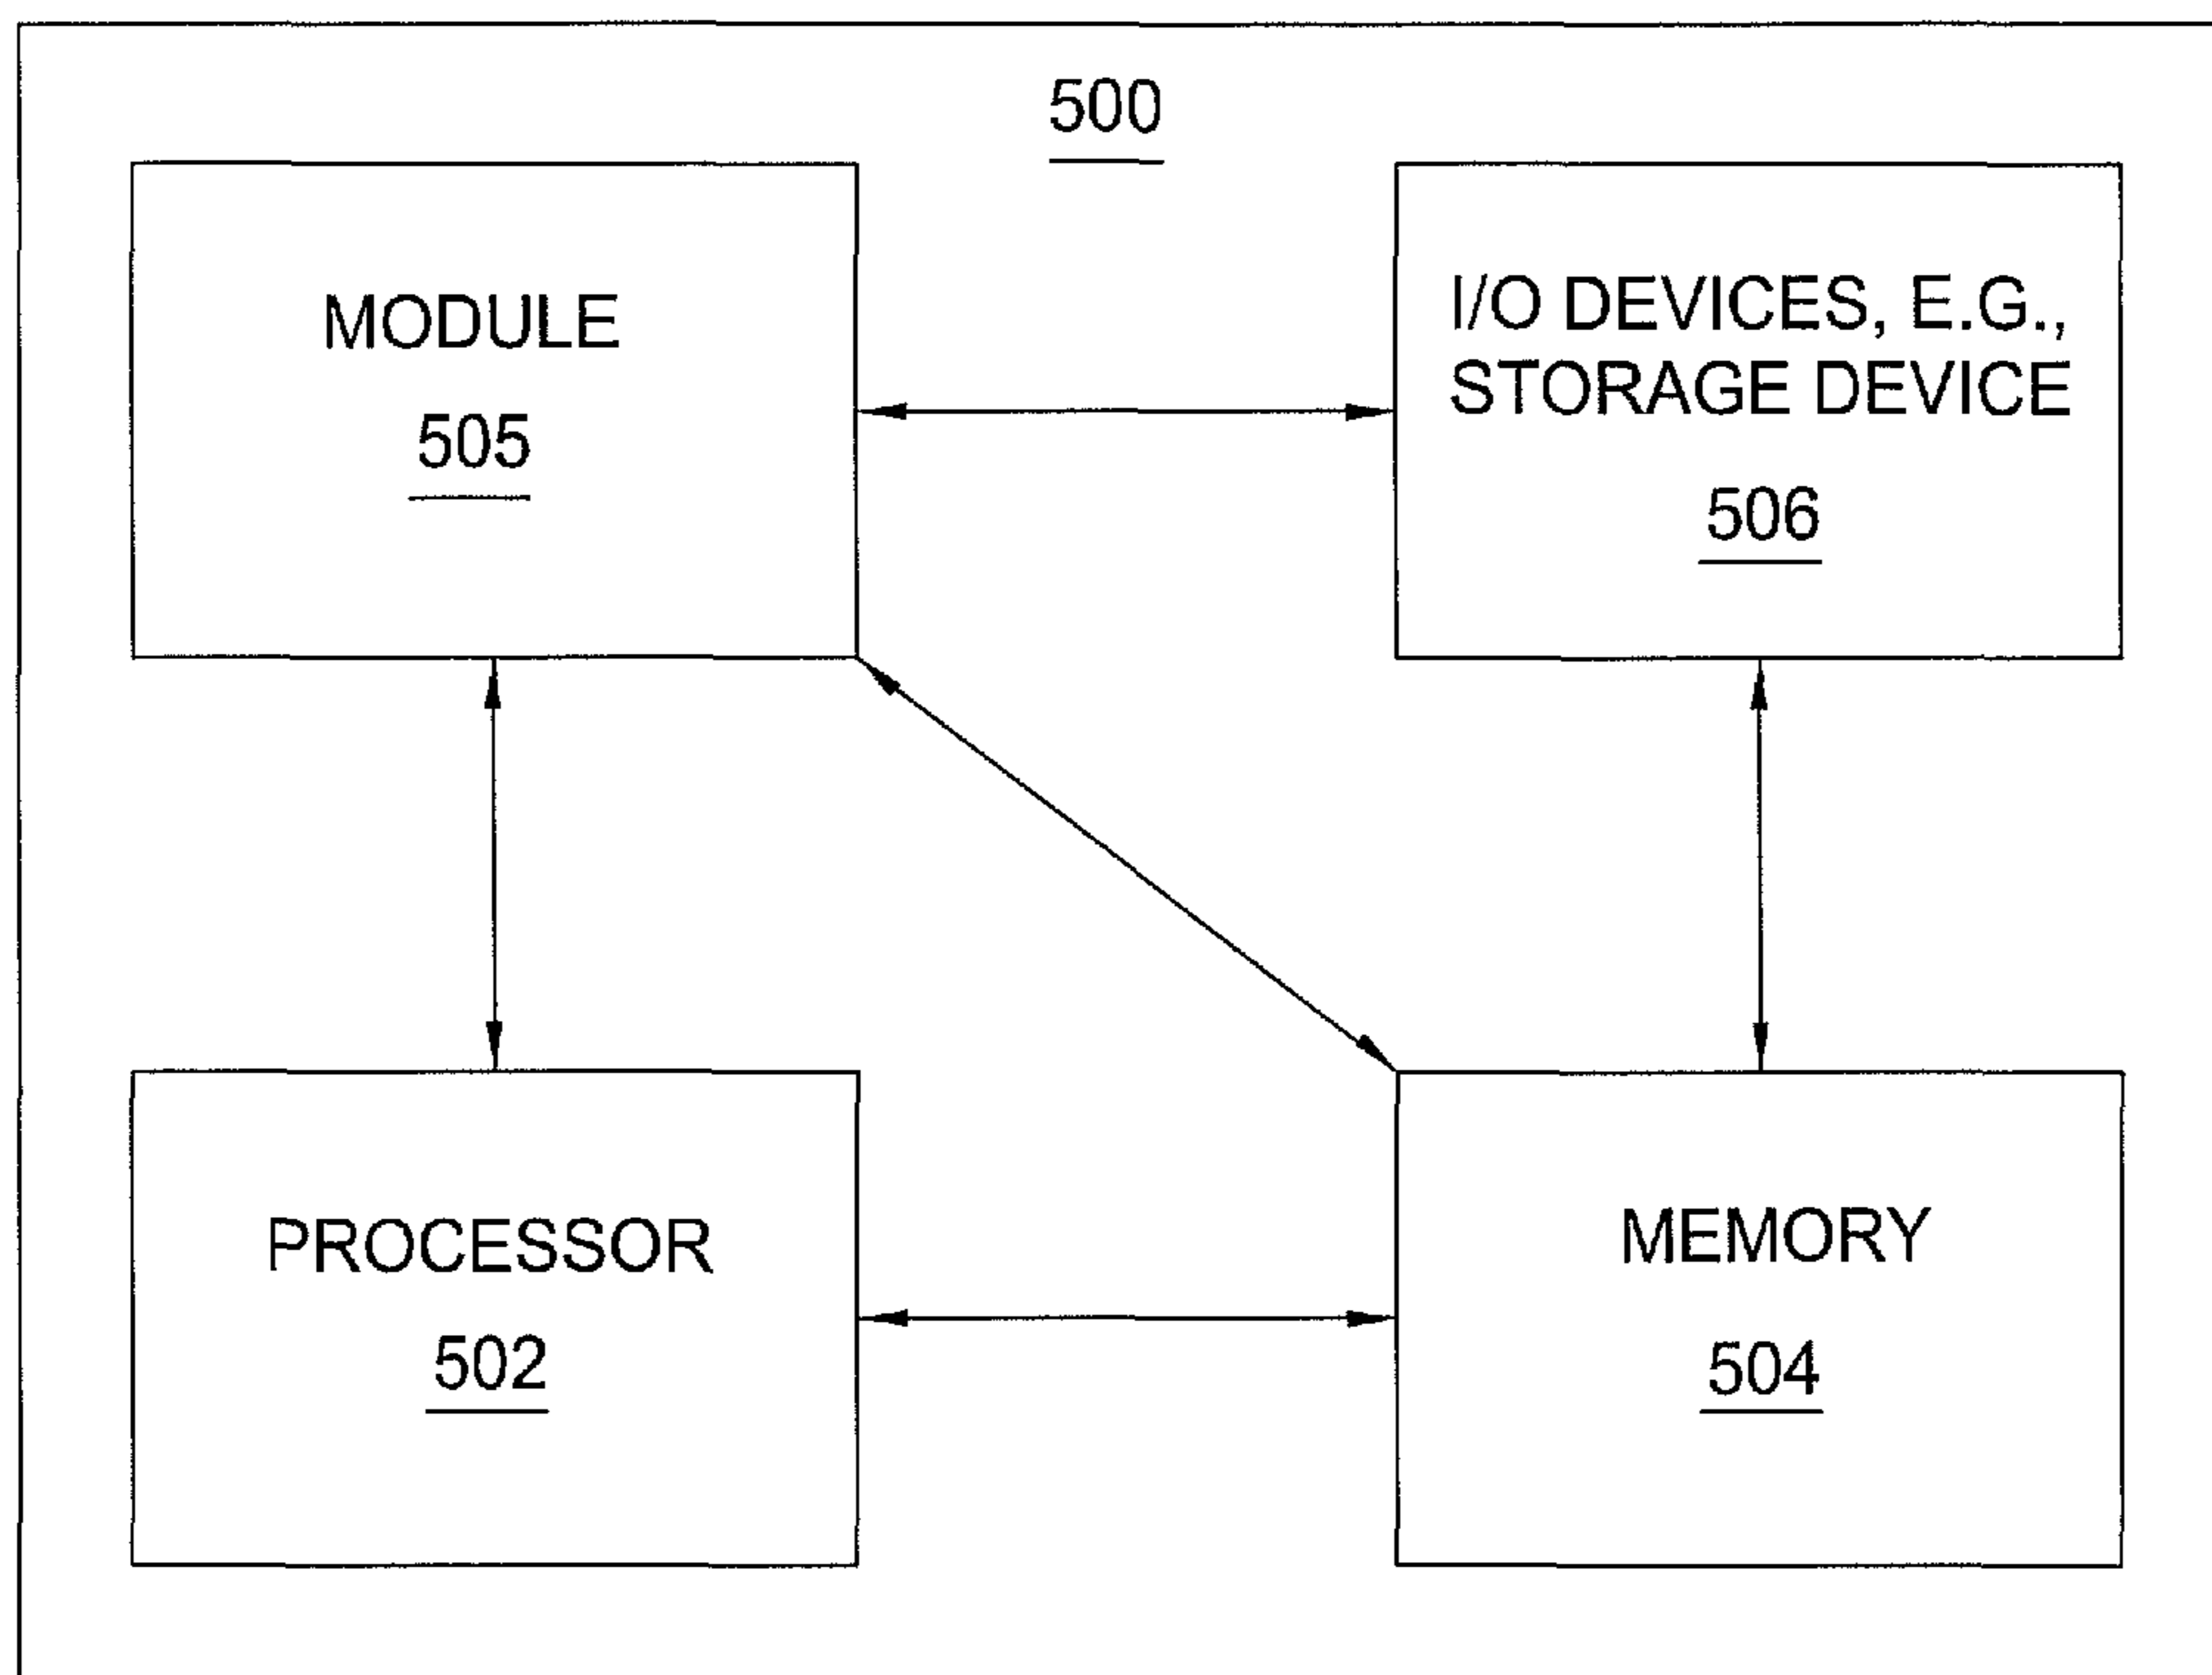 500
MODULE
505
I/O DEVICES, E.G.,
STORAGE DEVICE
506
PROCESSOR
502
MEMORY
504